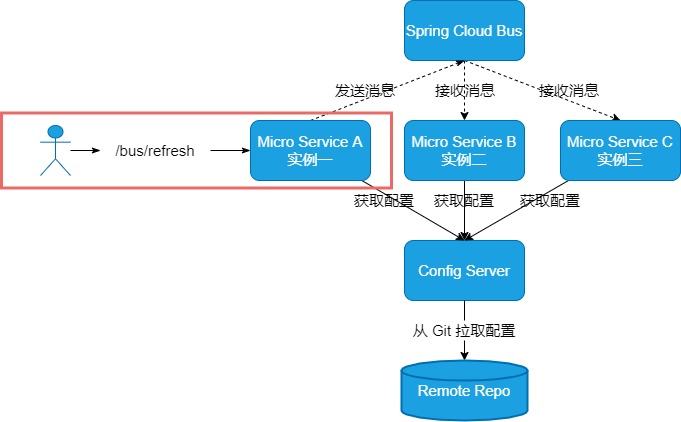 Spring Cloud Bus
发送消息
接收消息
接收消息
/bus/refresh
Micro Service A
实例一
Micro Service B
实例二
Micro Service C
实例三
获取配置
获取配置
获取配置
Config Server
从 Git 拉取配置
Remote Repo